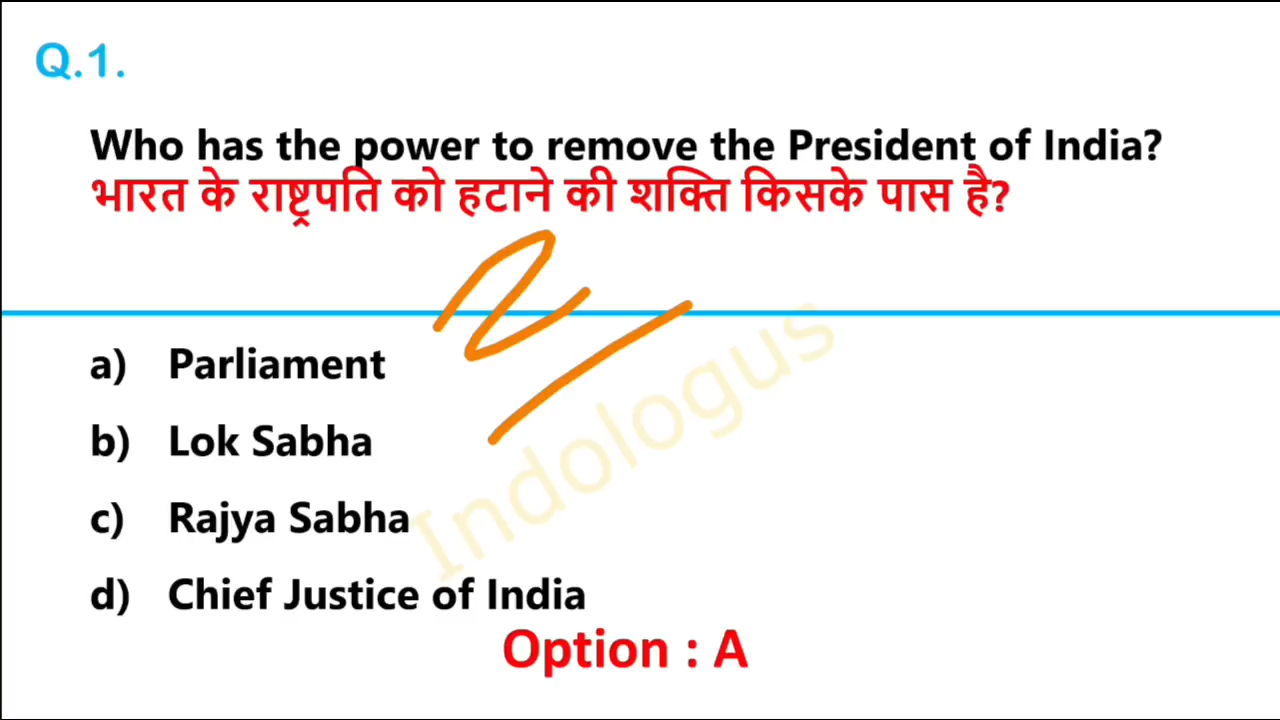 Q.1.
Who has the power to remove the President of India?
भारत के राष्ट्रपति को हटाने की शक्ति किसके पास है?
a) Parliament
b) Lok Sabha
c) Rajya Sabha
d) Chief Justice of India
Option : A
Indologus